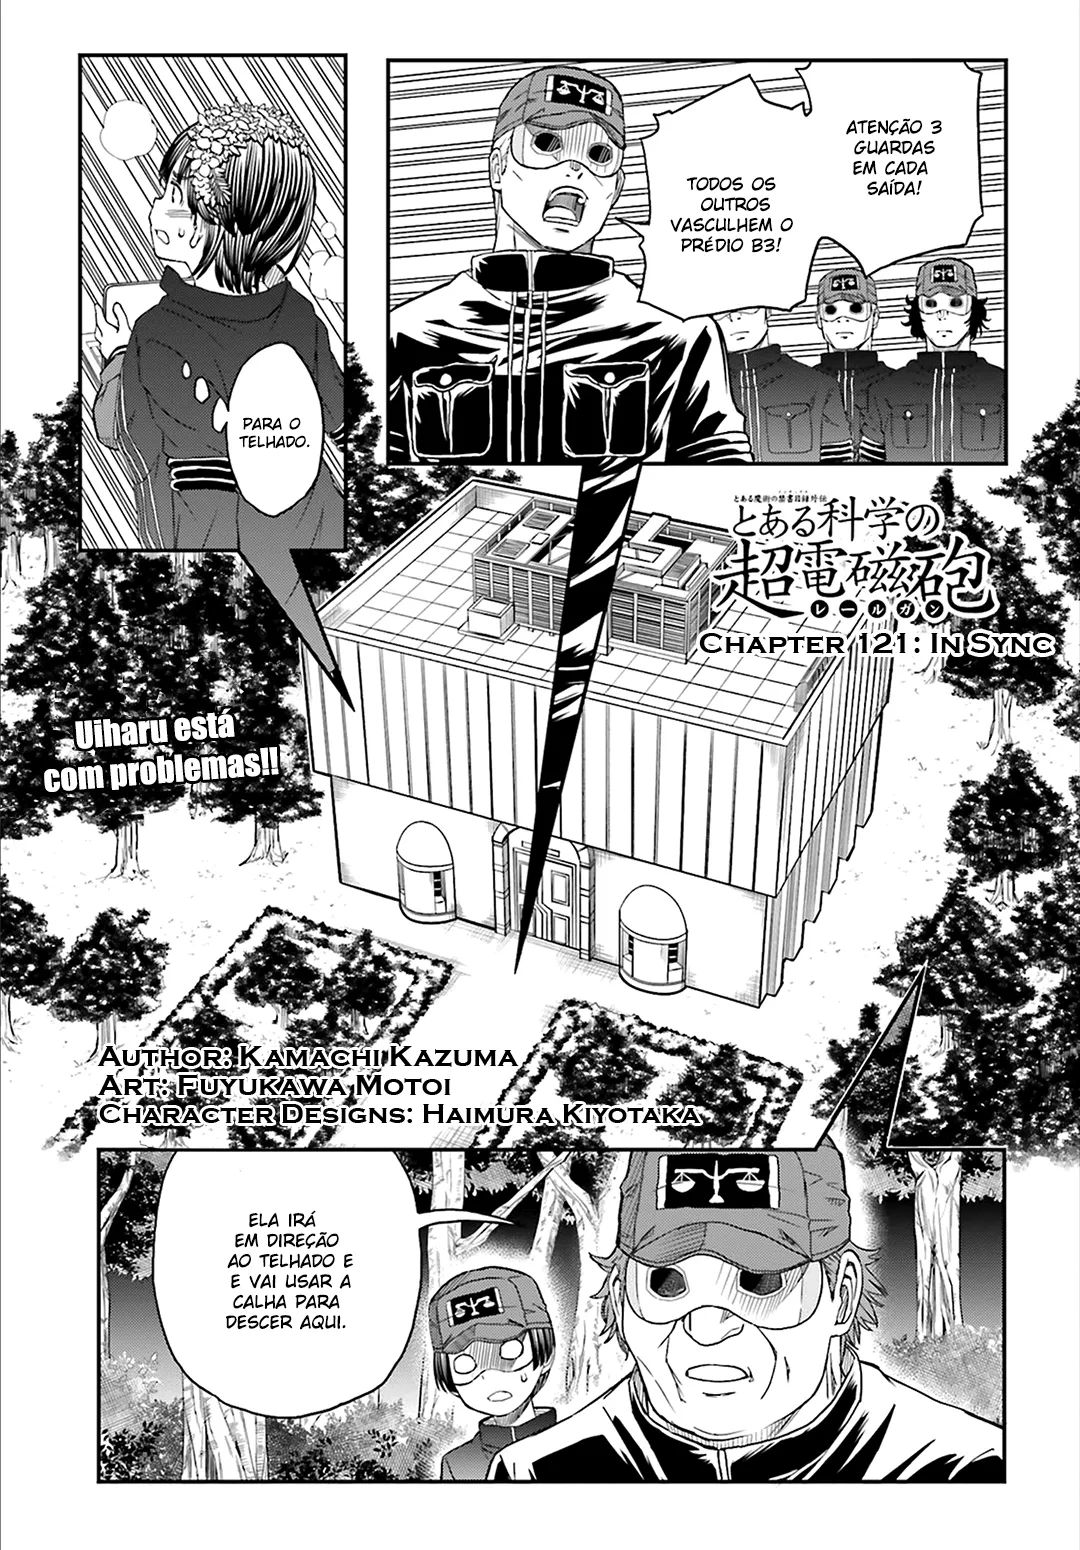 ATENÇÃO 3
GUARDAS
EM CADA
SAÍDA!
TODOS OS
OUTROS
VASCULHEM O
PRÉDIO B3!
PARA O
TELHADO.
とある魔術の禁書目録外伝
とある科学の
超電磁砲
レールガン
CHAPTER 121: IN SYNC
Uiharu está
com problemas!!
AUTHOR: KAMACHI KAZUMA
ART: FUYUKAWA MOTOI
CHARACTER DESIGNS: HAIMURA KIYOTAKA
ELA IRÁ
EM DIREÇÃO
AO TELHADO E
E VAI USAR A
CALHA PARA
DESCER AQUI.